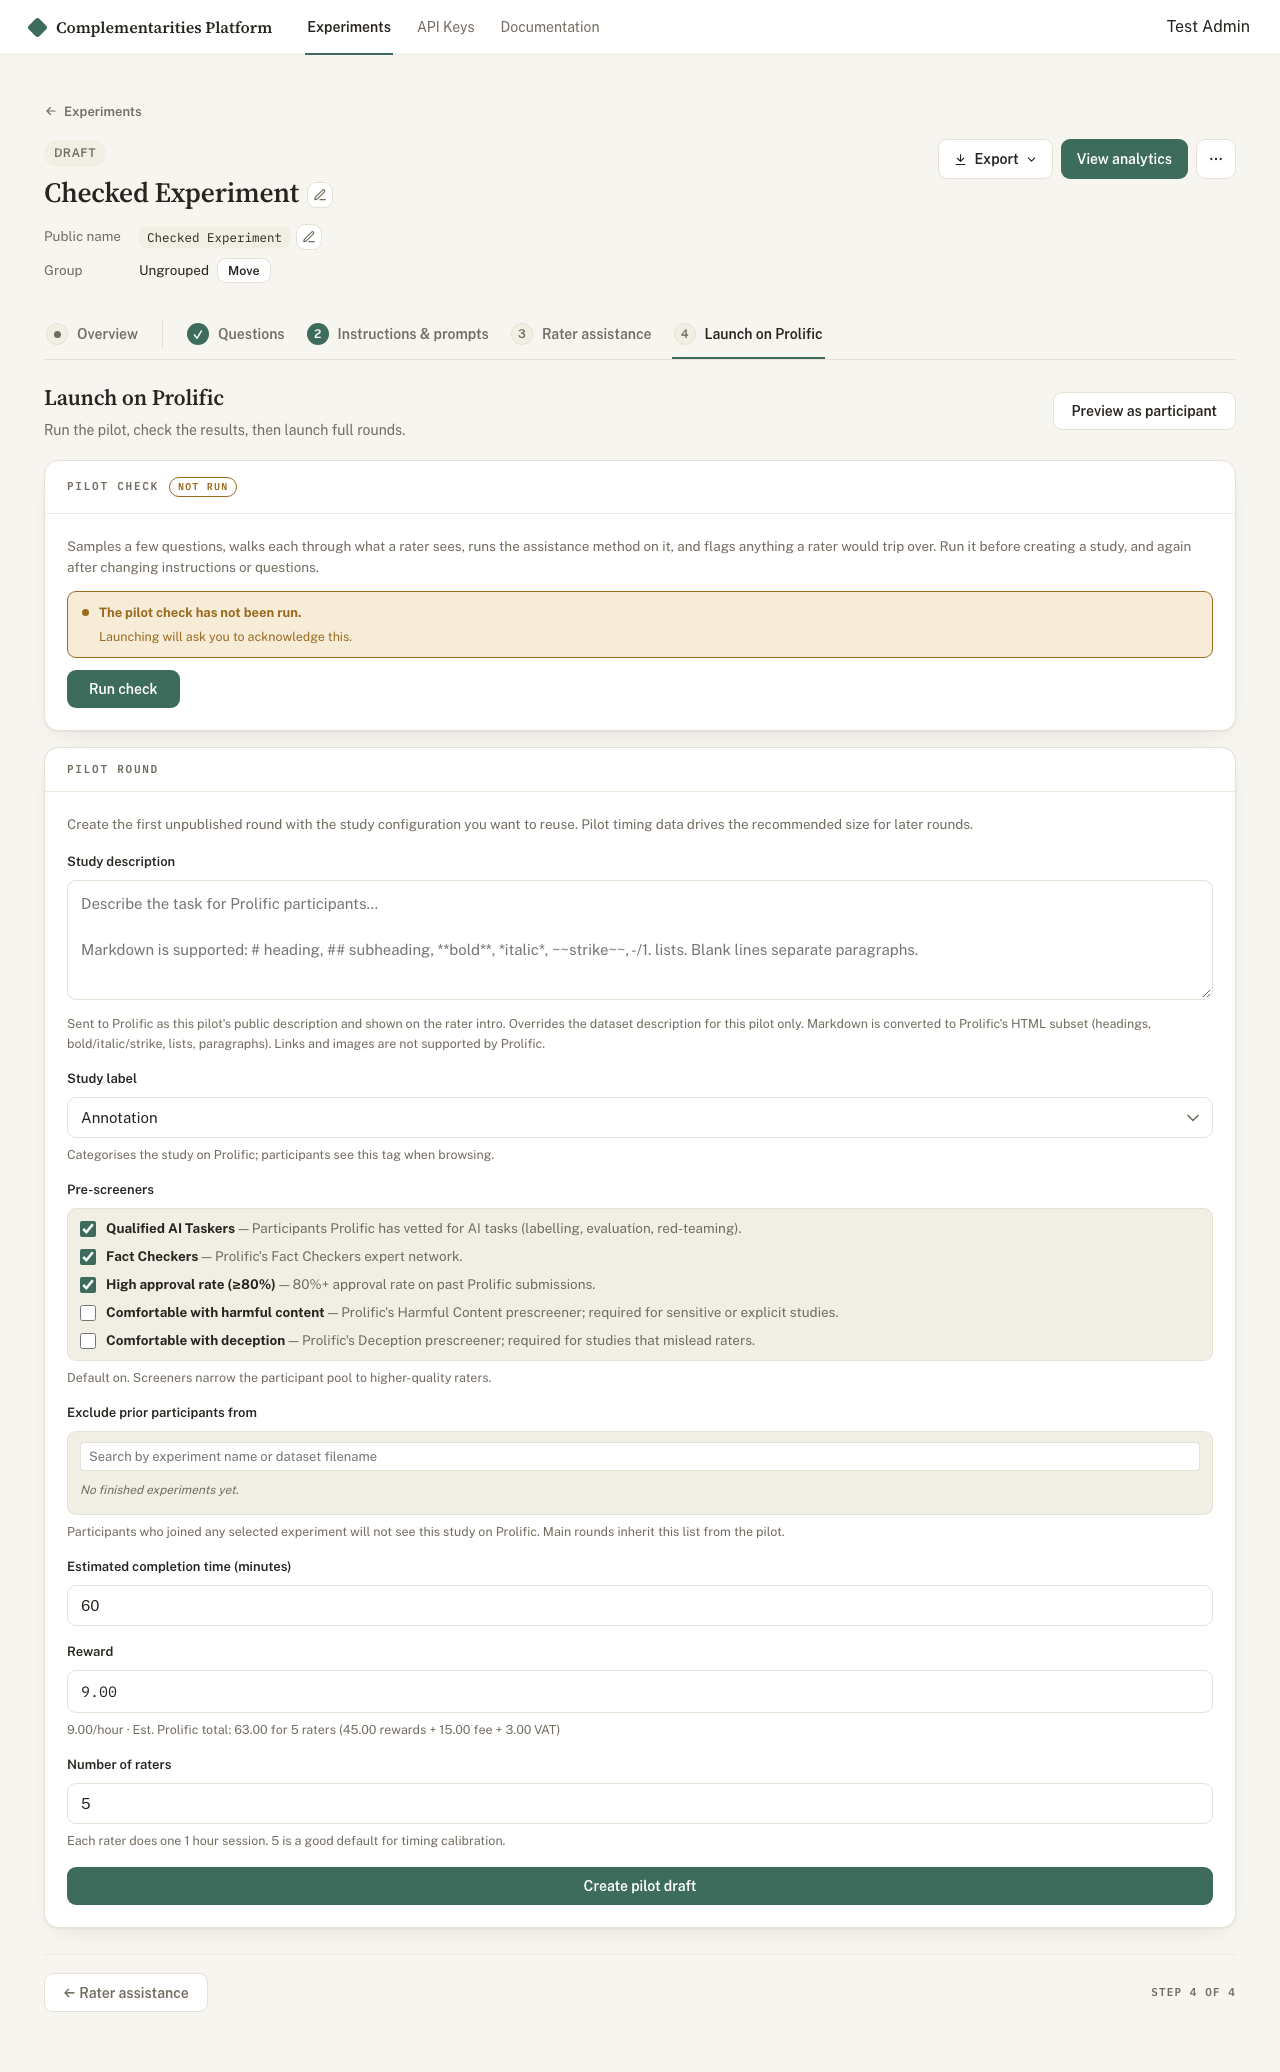 Complementarities Platform
Experiments
API Keys
Documentation
Test Admin
← Experiments
DRAFT
Export
View analytics
...
Checked Experiment
Public name
Checked Experiment
Group
Ungrouped
Move
Overview
Questions
2 Instructions & prompts
3 Rater assistance
4 Launch on Prolific
Launch on Prolific
Run the pilot, check the results, then launch full rounds.
Preview as participant
PILOT CHECK
NOT RUN
Samples a few questions, walks each through what a rater sees, runs the assistance method on it, and flags anything a rater would trip over. Run it before creating a study, and again
after changing instructions or questions.
The pilot check has not been run.
Launching will ask you to acknowledge this.
Run check
PILOT ROUND
Create the first unpublished round with the study configuration you want to reuse. Pilot timing data drives the recommended size for later rounds.
Study description
Describe the task for Prolific participants...
Markdown is supported: # heading, ## subheading, **bold**, *italic*, ~~strike~~, -/1. lists. Blank lines separate paragraphs.
Sent to Prolific as this pilot's public description and shown on the rater intro. Overrides the dataset description for this pilot only. Markdown is converted to Prolific's HTML subset (headings,
bold/italic/strike, lists, paragraphs). Links and images are not supported by Prolific.
Study label
Annotation
Categorises the study on Prolific; participants see this tag when browsing.
Pre-screeners
Qualified AI Taskers — Participants Prolific has vetted for AI tasks (labelling, evaluation, red-teaming).
Fact Checkers — Prolific's Fact Checkers expert network.
High approval rate (≥80%) — 80%+ approval rate on past Prolific submissions.
Comfortable with harmful content — Prolific's Harmful Content prescreener; required for sensitive or explicit studies.
Comfortable with deception — Prolific's Deception prescreener; required for studies that mislead raters.
Default on. Screeners narrow the participant pool to higher-quality raters.
Exclude prior participants from
Search by experiment name or dataset filename
No finished experiments yet.
Participants who joined any selected experiment will not see this study on Prolific. Main rounds inherit this list from the pilot.
Estimated completion time (minutes)
60
Reward
9.00
9.00/hour · Est. Prolific total: 63.00 for 5 raters (45.00 rewards + 15.00 fee + 3.00 VAT)
Number of raters
5
Each rater does one 1 hour session. 5 is a good default for timing calibration.
Create pilot draft
← Rater assistance
STEP 4 OF 4